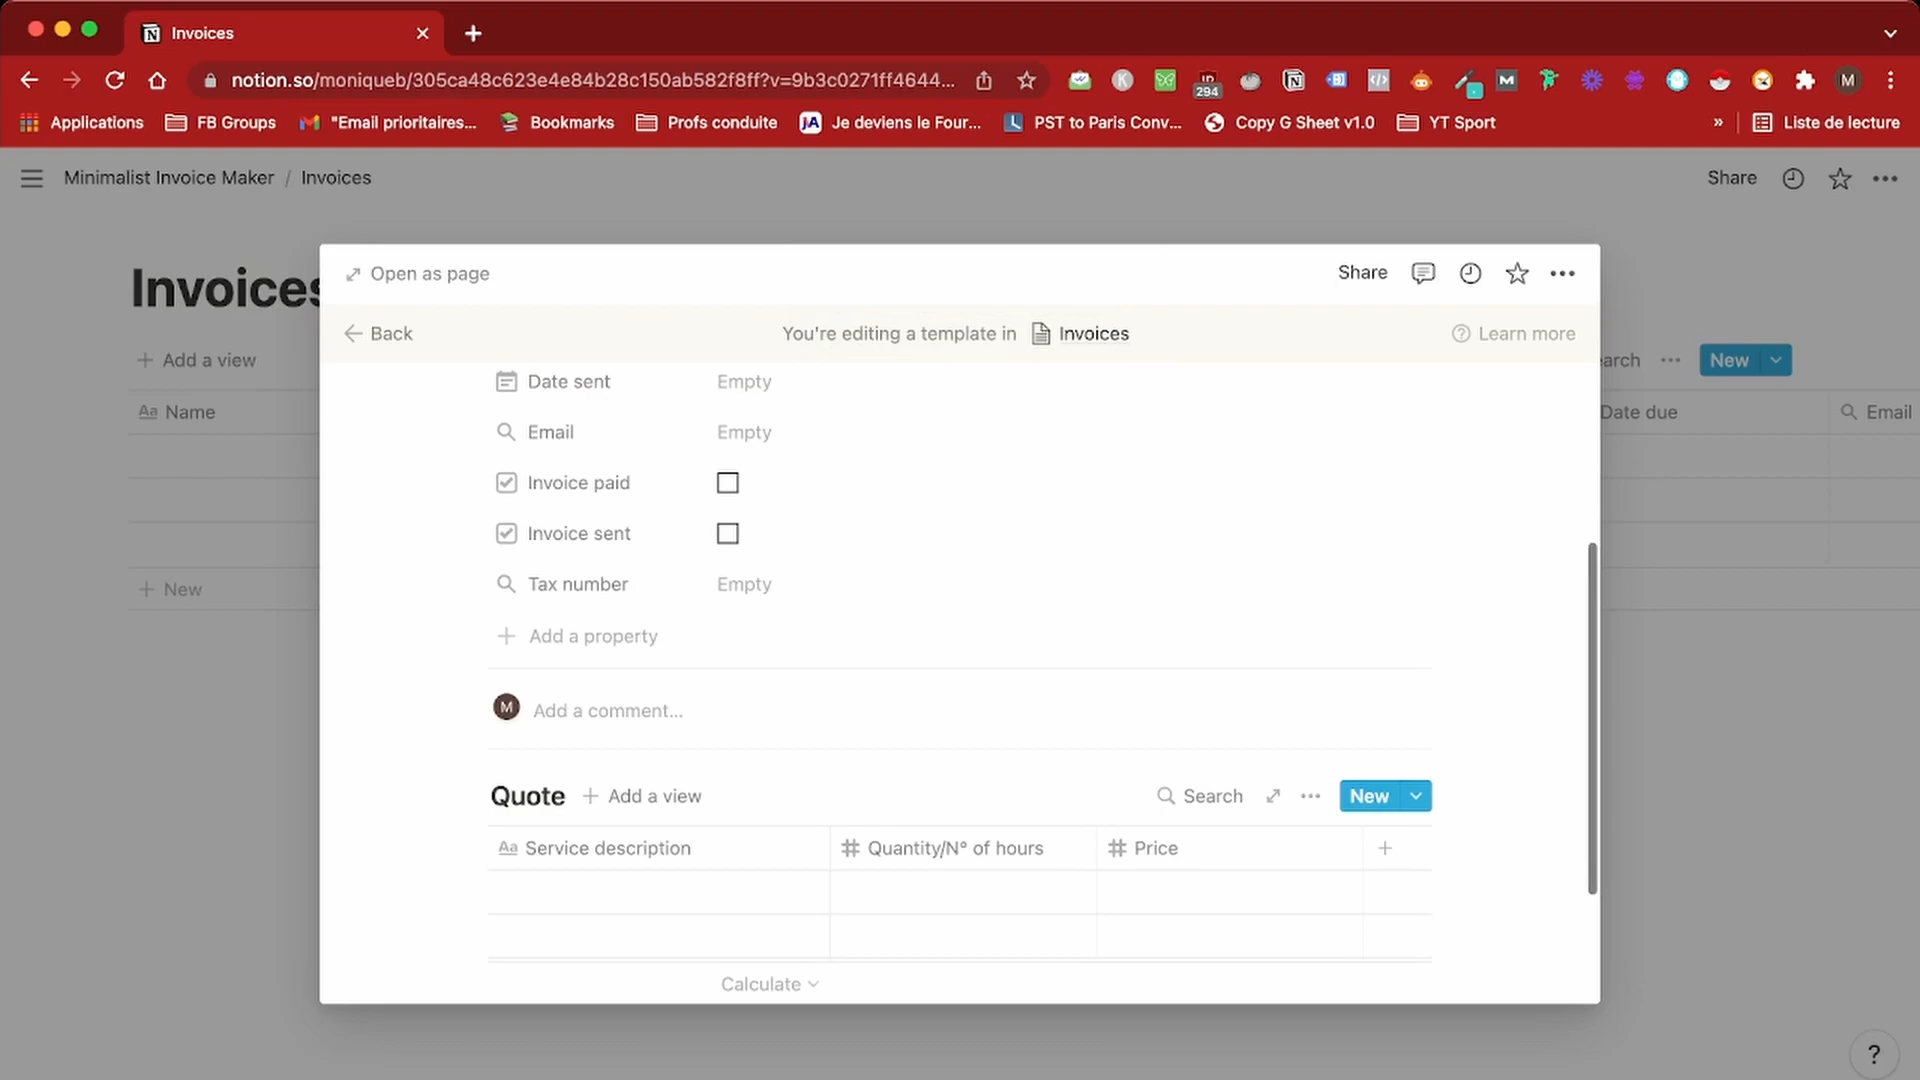 Invoices
notion.so/moniqueb/305ca48c623e4e84b28c150ab582f8ff?v=9b3c0271ff4644...
294
M
Applications FB Groups "Email prioritaires... Bookmarks Profs conduite Je deviens le Four... PST to Paris Conv... Copy G Sheet v1.0 YT Sport » Liste de lecture
Minimalist Invoice Maker / Invoices
Share
Invoices
Open as page
Share
Back
You're editing a template in Invoices
Learn more
Add a view
arch
New
Aa Name
Date due
Email
New
Date sent Empty
Email Empty
Invoice paid
Invoice sent
Tax number Empty
Add a property
M Add a comment...
Quote Add a view
Search
New
Aa Service description
Quantity/N° of hours
Price
Calculate
?